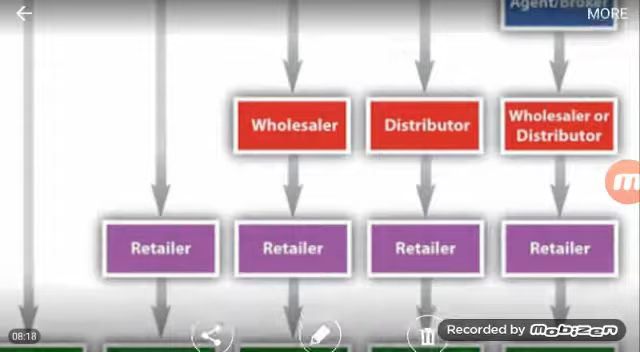 Agent/Broker
MORE
Wholesaler
Distributor
Wholesaler or
Distributor
Retailer
Retailer
Retailer
Retailer
08:18
Recorded by Mobizen